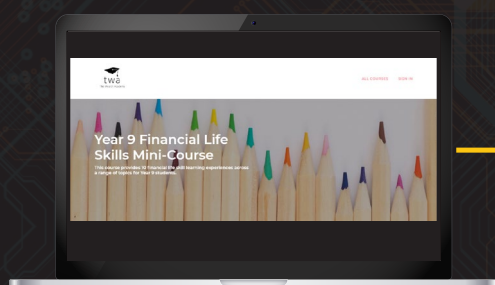 twa
ALL COURSES SIGN IN
Year 9 Financial Life
Skills Mini-Course
This course provides 10 financial life skill learning experiences across
a range of topics for Year 9 students.